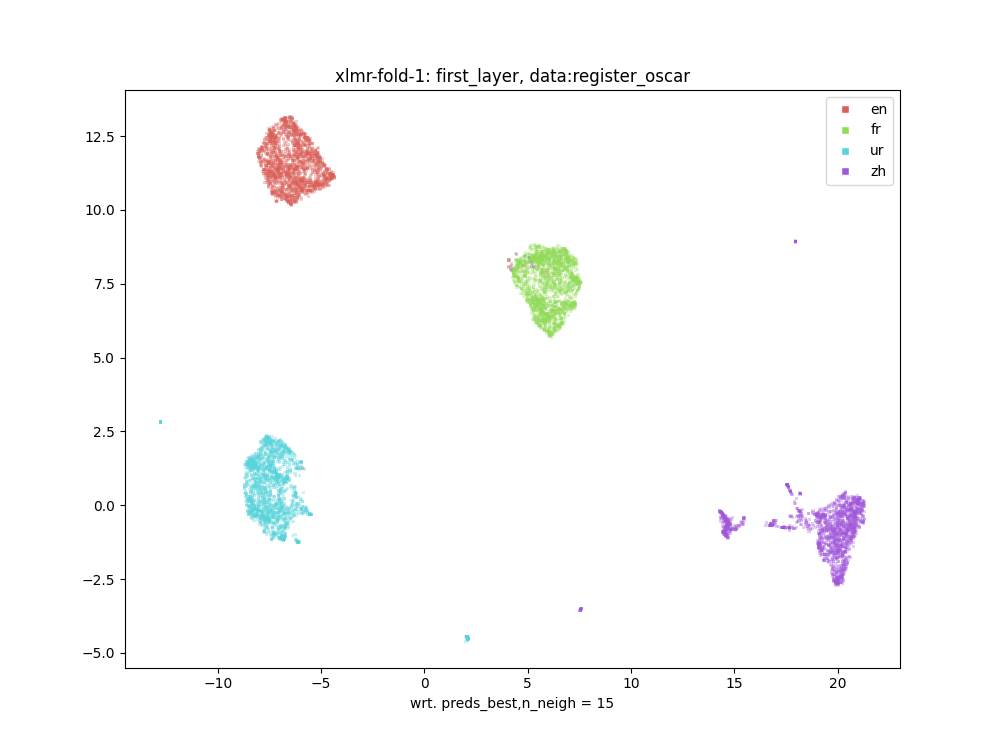 xlmr-fold-1: first_layer, data:register_oscar
en
fr
ur
zh
12.5
10.0
7.5
5.0
2.5
0.0
−2.5
−5.0
−10
−5
0
5
10
15
20
wrt. preds_best,n_neigh = 15